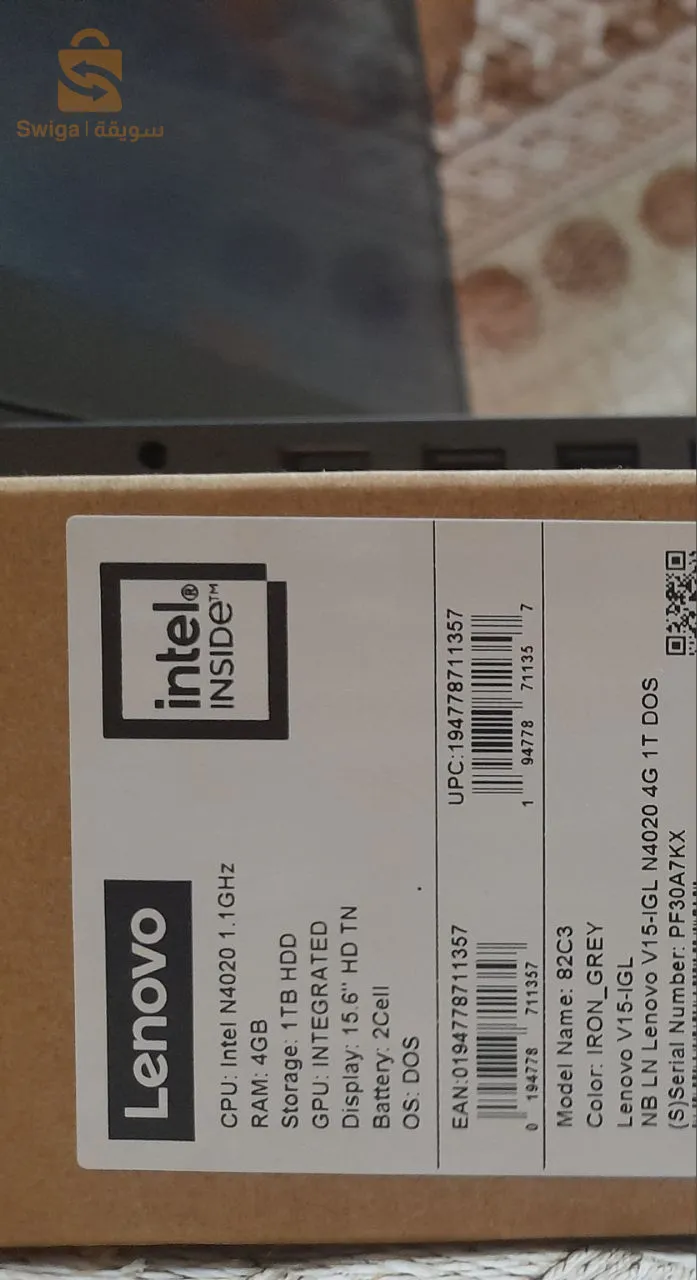 Swiga | سويقة
intel®
INSIDE™
Lenovo
CPU: Intel N4020 1.1GHz
RAM: 4GB
Storage: 1TB HDD
GPU: INTEGRATED
Display: 15.6" HD TN
Battery: 2Cell
OS: DOS
EAN:0194778711357
0 194778 711357
UPC:194778711357
1 94778 71135 7
Model Name: 82C3
Color: IRON_GREY
Lenovo V15-IGL
NB LN Lenovo V15-IGL N4020 4G 1T DOS
(S)Serial Number: PF30A7KX